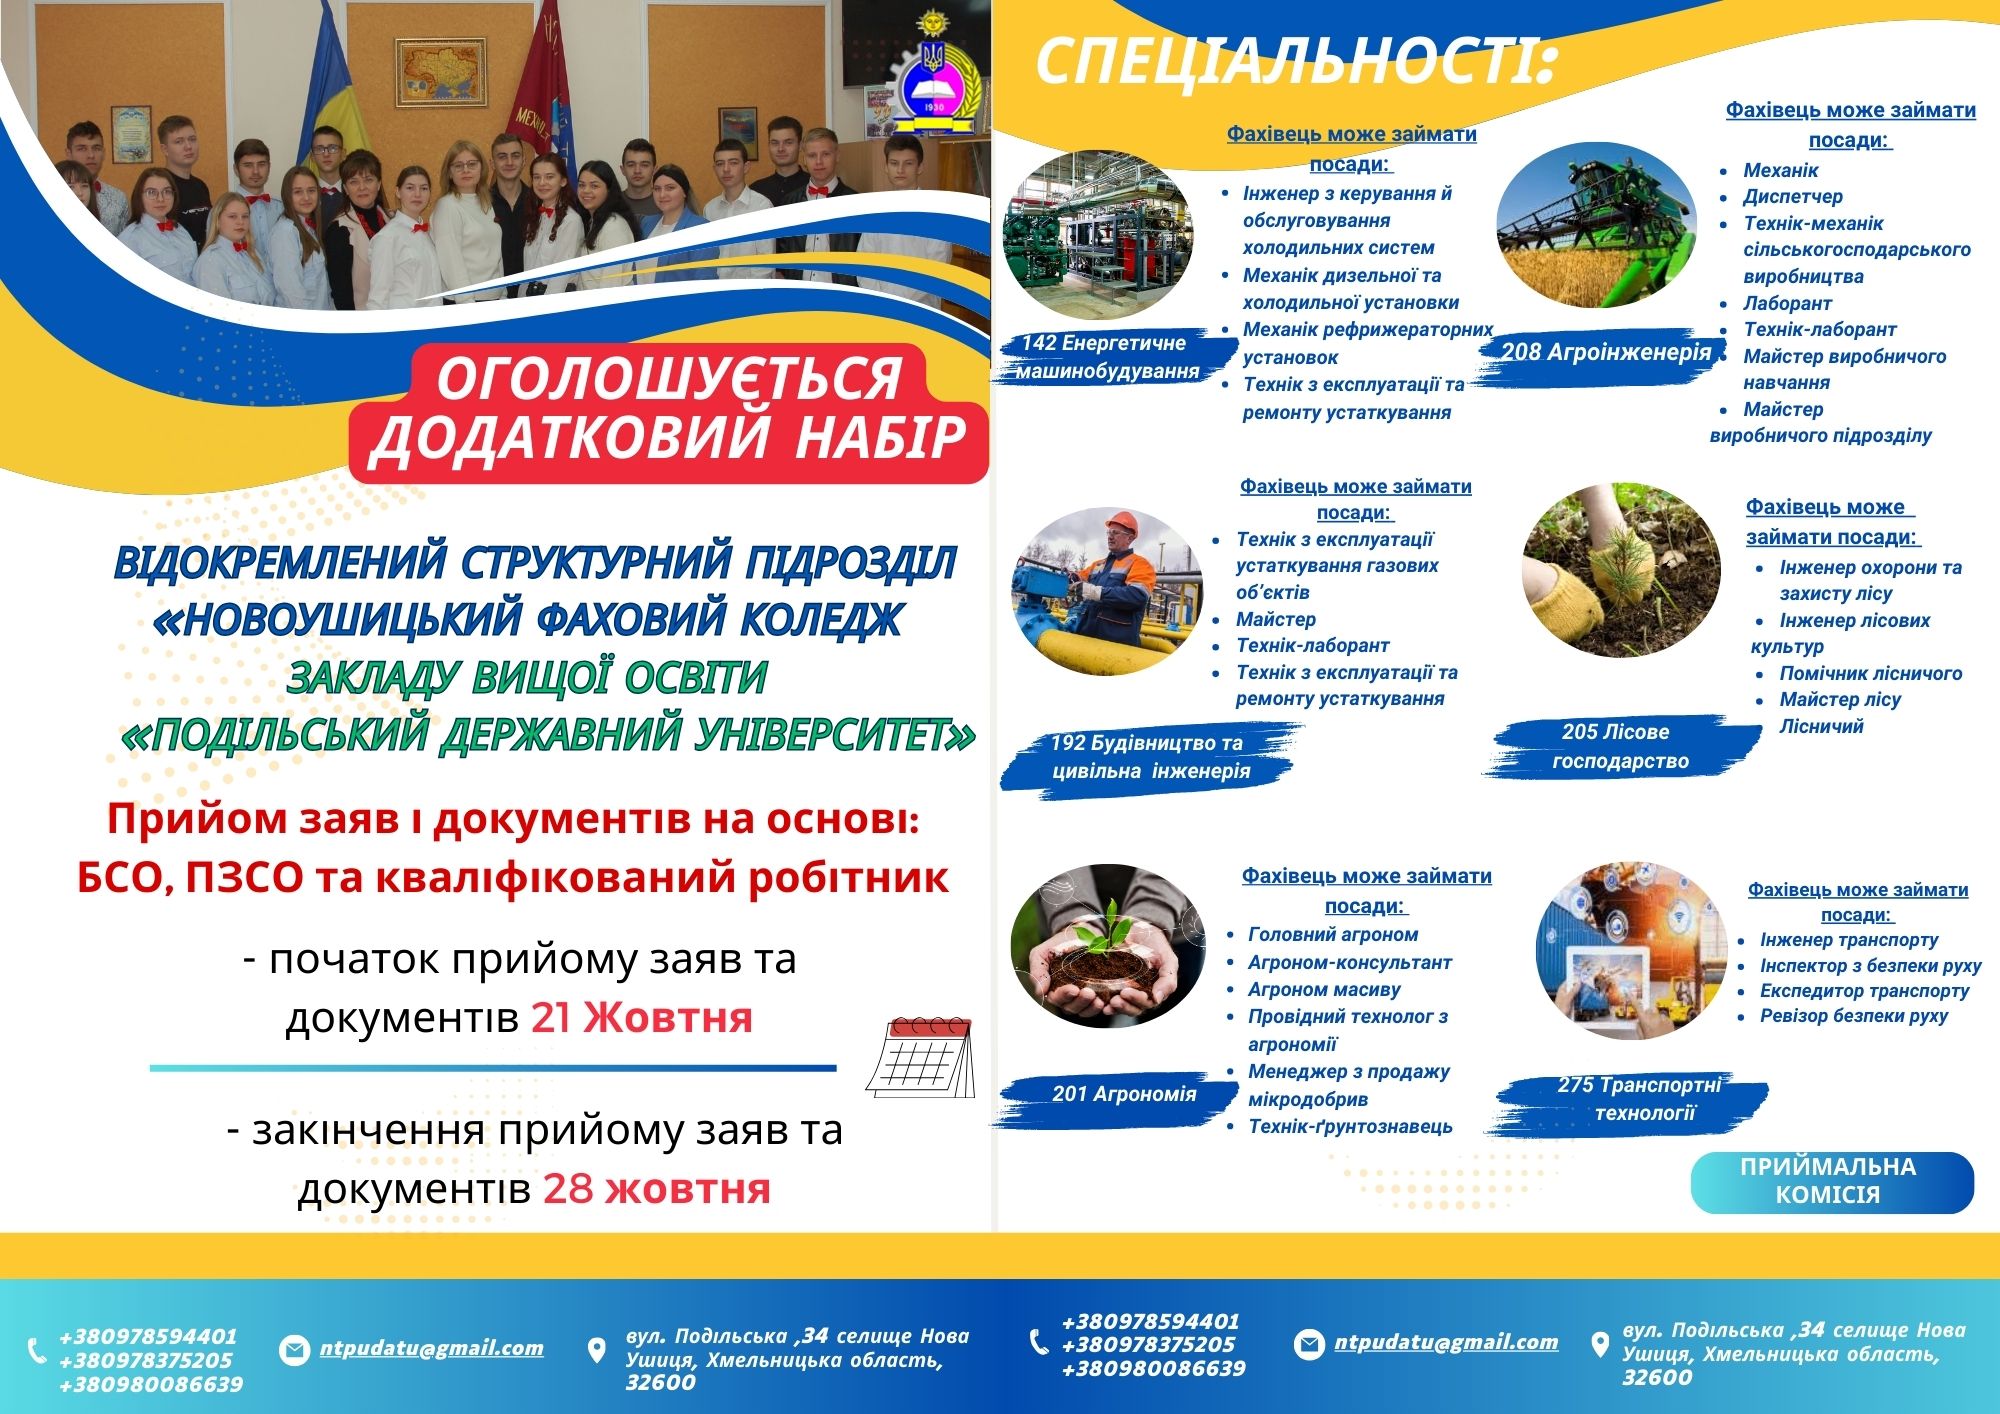 1930
ОГОЛОШУЄТЬСЯ
ДОДАТКОВИЙ НАБІР
ВІДОКРЕМЛЕНИЙ СТРУКТУРНИЙ ПІДРОЗДІЛ
«НОВОУШИЦЬКИЙ ФАХОВИЙ КОЛЕДЖ
ЗАКЛАДУ ВИЩОЇ ОСВІТИ
«ПОДІЛЬСЬКИЙ ДЕРЖАВНИЙ УНІВЕРСИТЕТ»
Прийом заяв і документів на основі:
БСО, ПЗСО та кваліфікований робітник
- початок прийому заяв та
документів 21 Жовтня
- закінчення прийому заяв та
документів 28 жовтня
+380978594401
+380978375205
+380980086639
ntpudatu@gmail.com
вул. Подільська ,34 селище Нова
Ушиця, Хмельницька область,
32600
СПЕЦІАЛЬНОСТІ:
142 Енергетичне
машинобудування
Фахівець може займати
посади:
• Інженер з керування й
обслуговування
холодильних систем
• Механік дизельної та
холодильної установки
• Механік рефрижераторних
установок
• Технік з експлуатації та
ремонту устаткування
208 Агроінженерія
Фахівець може займати
посади:
• Механік
• Диспетчер
• Технік-механік
сільськогосподарського
виробництва
• Лаборант
• Технік-лаборант
• Майстер виробничого
навчання
• Майстер
виробничого підрозділу
192 Будівництво та
цивільна інженерія
Фахівець може займати
посади:
• Технік з експлуатації
устаткування газових
об’єктів
• Майстер
• Технік-лаборант
• Технік з експлуатації та
ремонту устаткування
205 Лісове
господарство
Фахівець може
займати посади:
• Інженер охорони та
захисту лісу
• Інженер лісових
культур
• Помічник лісничого
• Майстер лісу
• Лісничий
201 Агрономія
Фахівець може займати
посади:
• Головний агроном
• Агроном-консультант
• Агроном масиву
• Провідний технолог з
агрономії
• Менеджер з продажу
мікродобрив
• Технік-ґрунтознавець
275 Транспортні
технології
Фахівець може займати
посади:
• Інженер транспорту
• Інспектор з безпеки руху
• Експедитор транспорту
• Ревізор безпеки руху
ПРИЙМАЛЬНА
КОМІСІЯ
+380978594401
+380978375205
+380980086639
ntpudatu@gmail.com
вул. Подільська ,34 селище Нова
Ушиця, Хмельницька область,
32600